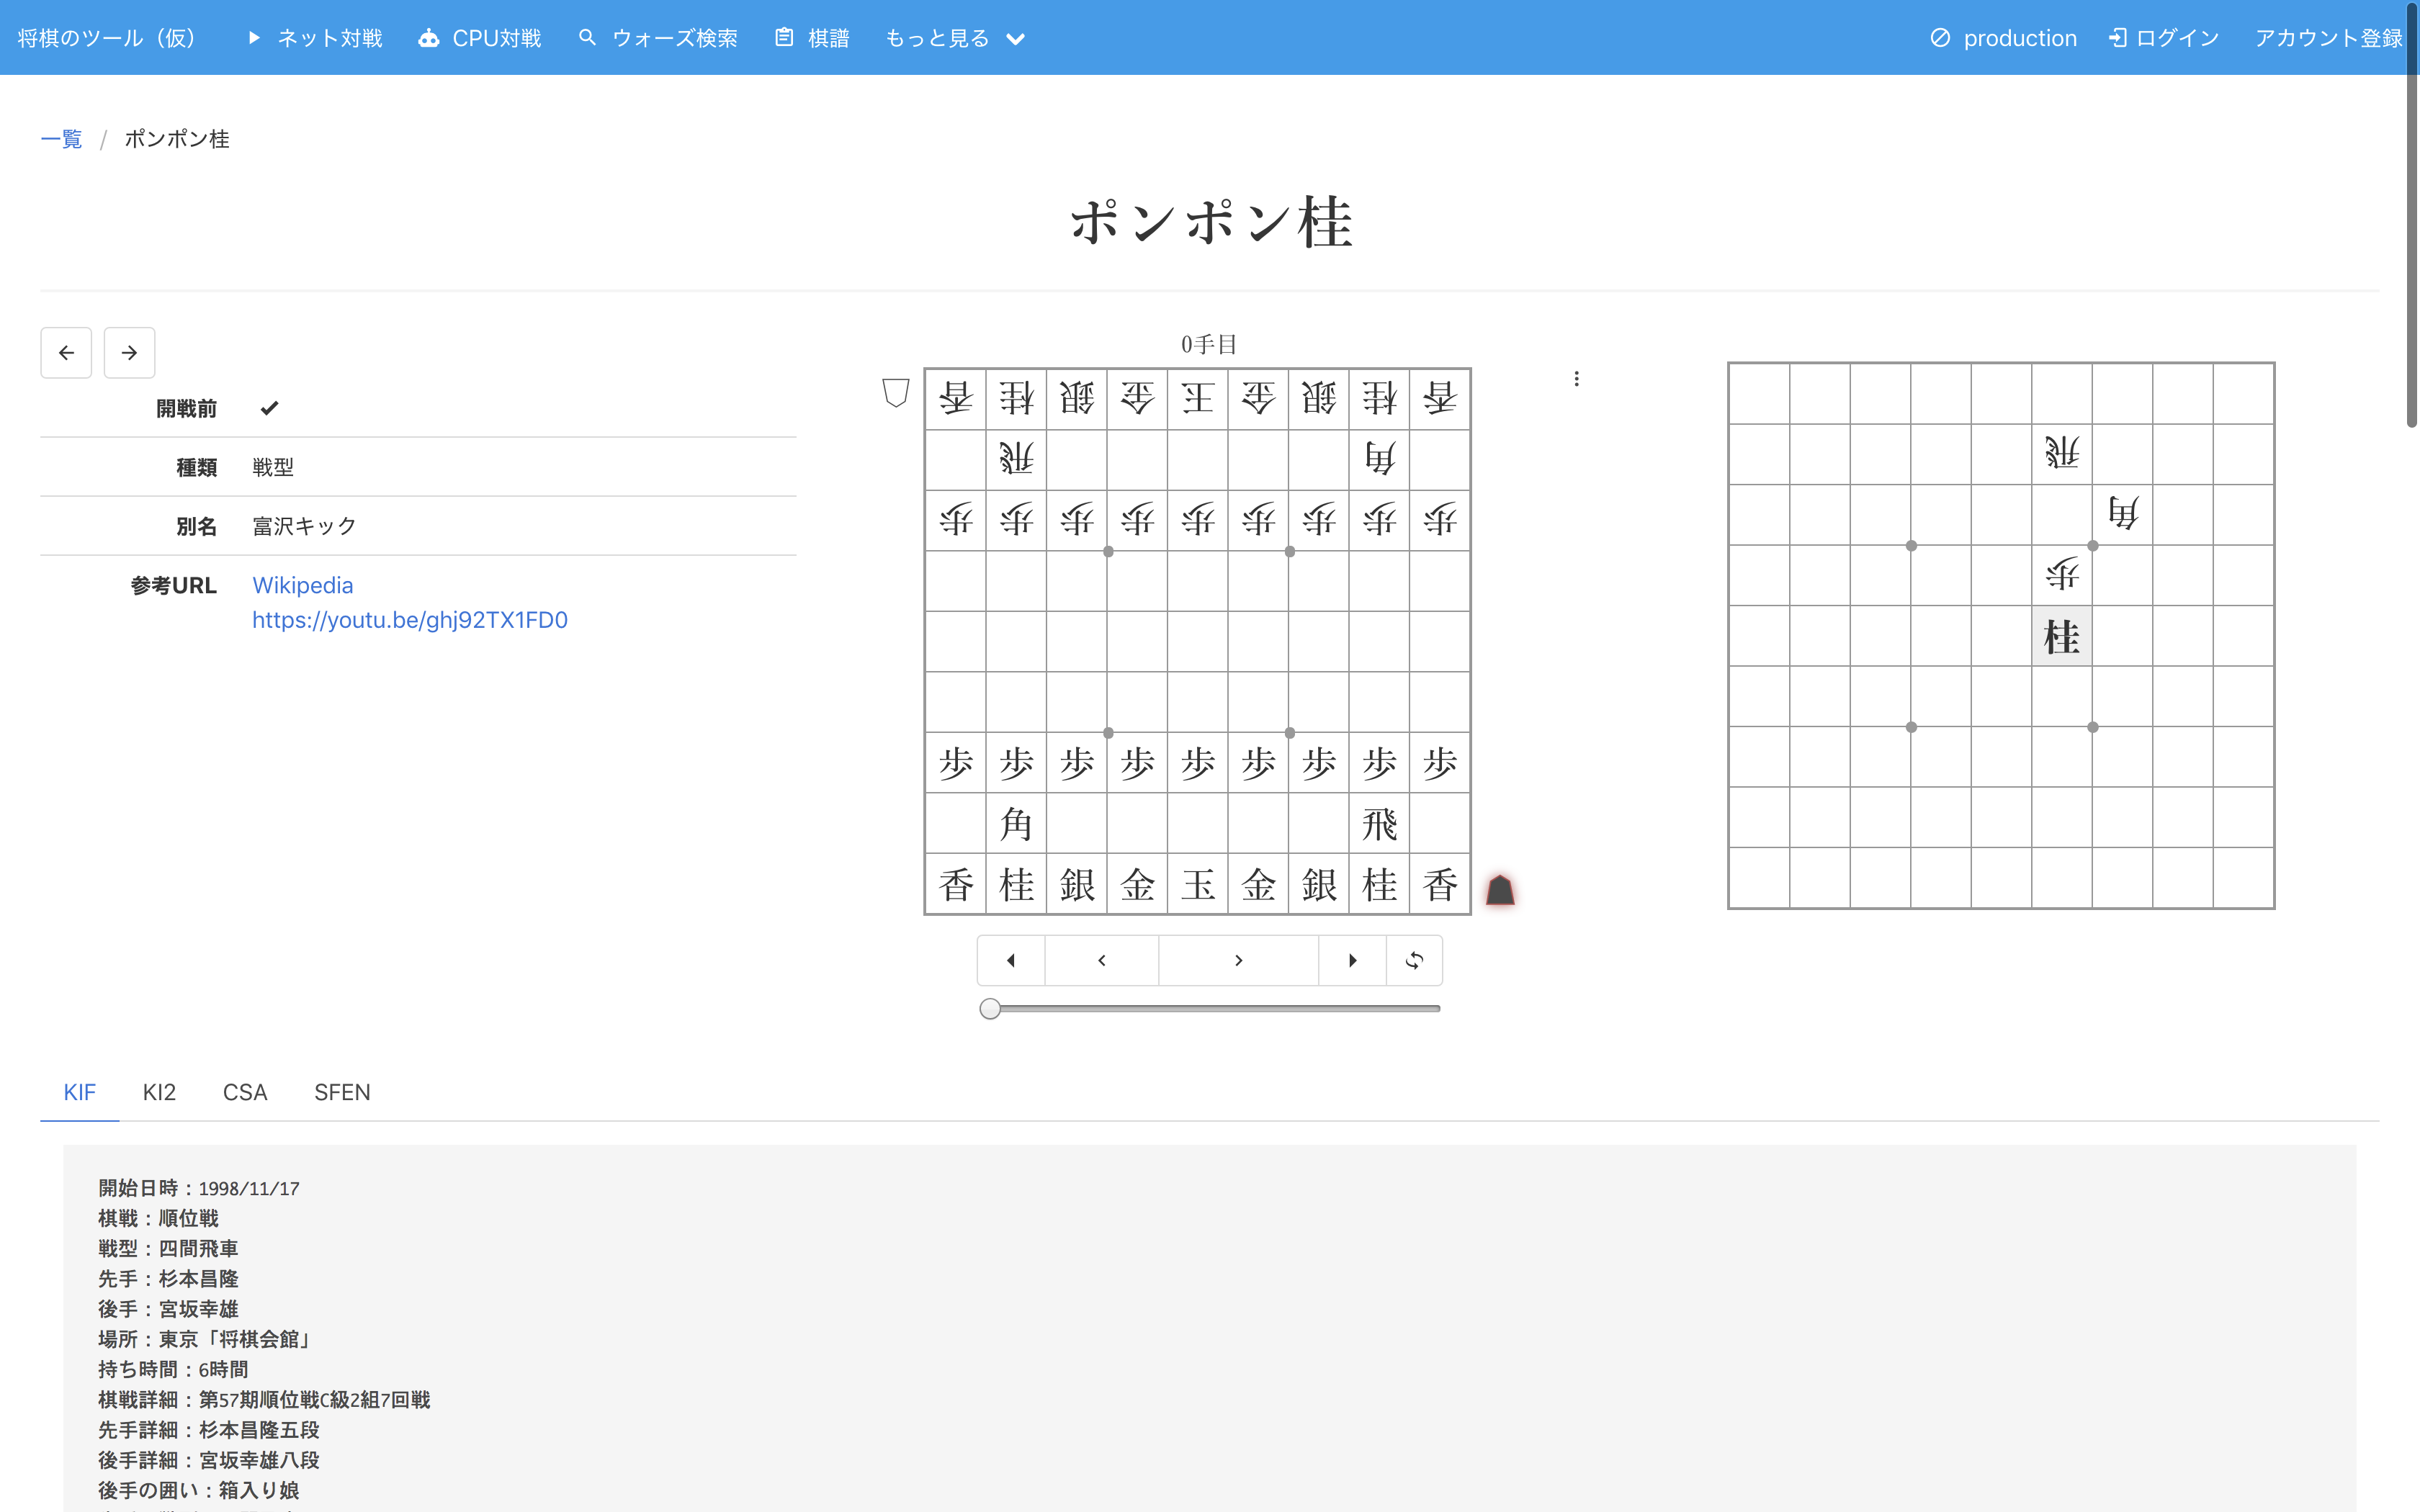 将棋のツール（仮） ネット対戦 CPU対戦 ウォーズ検索 棋譜 もっと見る production ログイン アカウント登録
一覧 / ポンポン桂
ポンポン桂
開戦前
種類 戦型
別名 富沢キック
参考URL Wikipedia
https://youtu.be/ghj92TX1FD0
0手目
香 桂 銀 金 王 金 銀 桂 香
飛 角
歩 歩 歩 歩 歩 歩 歩 歩 歩
歩 歩 歩 歩 歩 歩 歩 歩 歩
角 飛
香 桂 銀 金 玉 金 銀 桂 香
飛
角
歩
桂
KIF KI2 CSA SFEN
開始日時：1998/11/17
棋戦：順位戦
戦型：四間飛車
先手：杉本昌隆
後手：宮坂幸雄
場所：東京「将棋会館」
持ち時間：6時間
棋戦詳細：第57期順位戦C級2組7回戦
先手詳細：杉本昌隆五段
後手詳細：宮坂幸雄八段
後手の囲い：箱入り娘